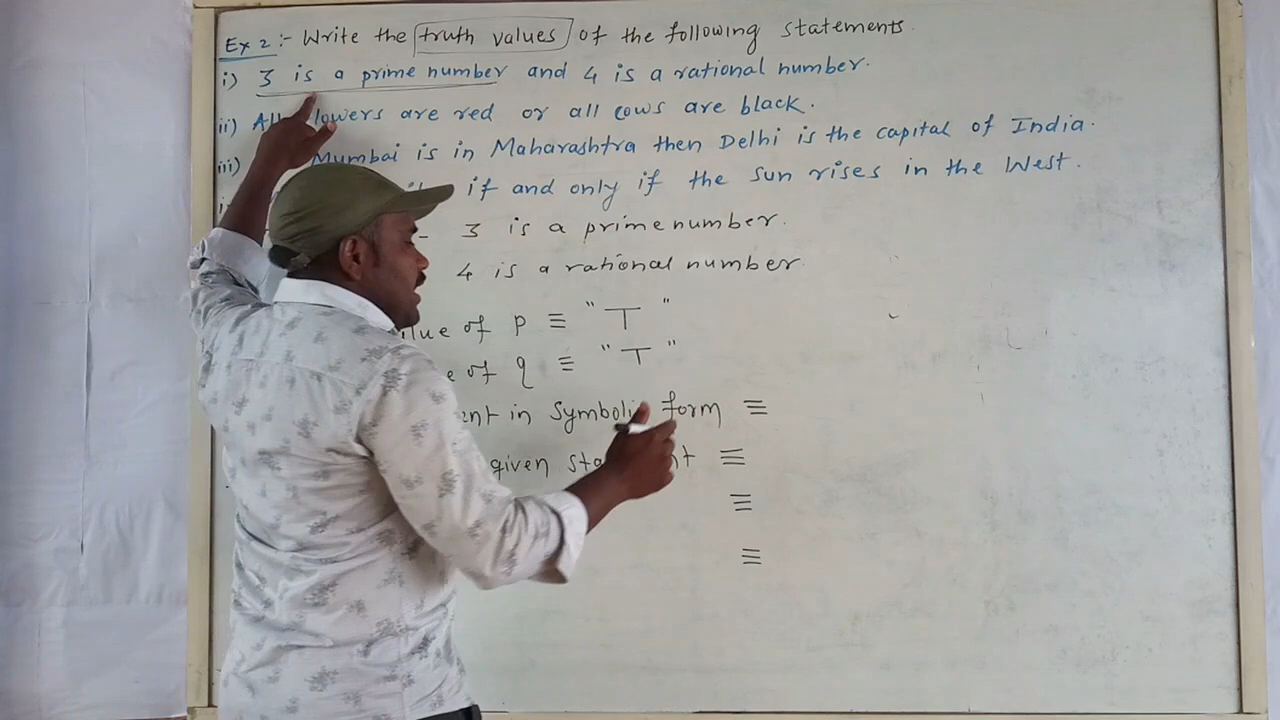 Ex 2 :- Write the truth values of the following statements.
i) 3 is a prime number and 4 is a rational number.
ii) All flowers are red or all cows are black.
iii) Mumbai is in Maharashtra then Delhi is the capital of India.
if and only if the sun rises in the West.
- 3 is a prime number.
4 is a rational number.
of p ≡ "T"
of q ≡ "T"
in symbolic form ≡
given statement ≡
≡
≡